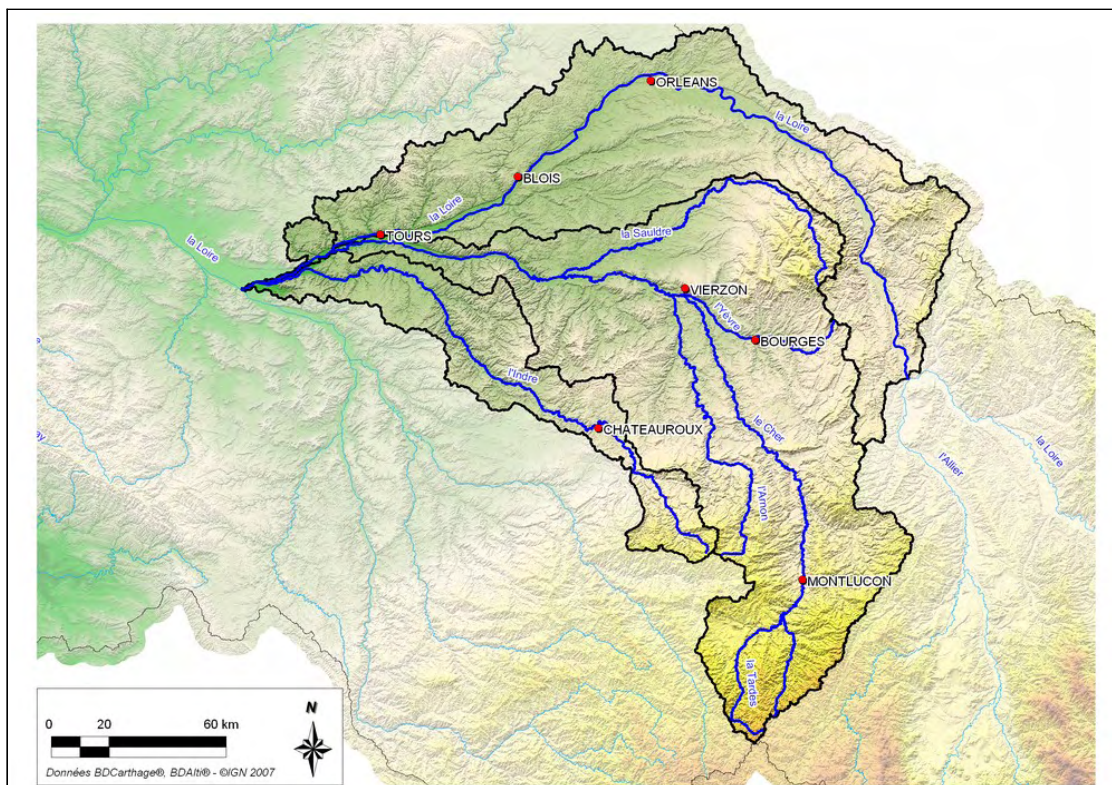 ORLEANS
la Loire
BLOIS
la Loire
TOURS
la Sauldre
la Loire
VIERZON
l'Yèvre
BOURGES
l'Indre
CHATEAUROUX
le Cher
la Loire
l'Allier
l'Arnon
MONTLUCON
la Tardes
0 20 60 km
N
Données BDCarthage®, BDAlti® - ©IGN 2007